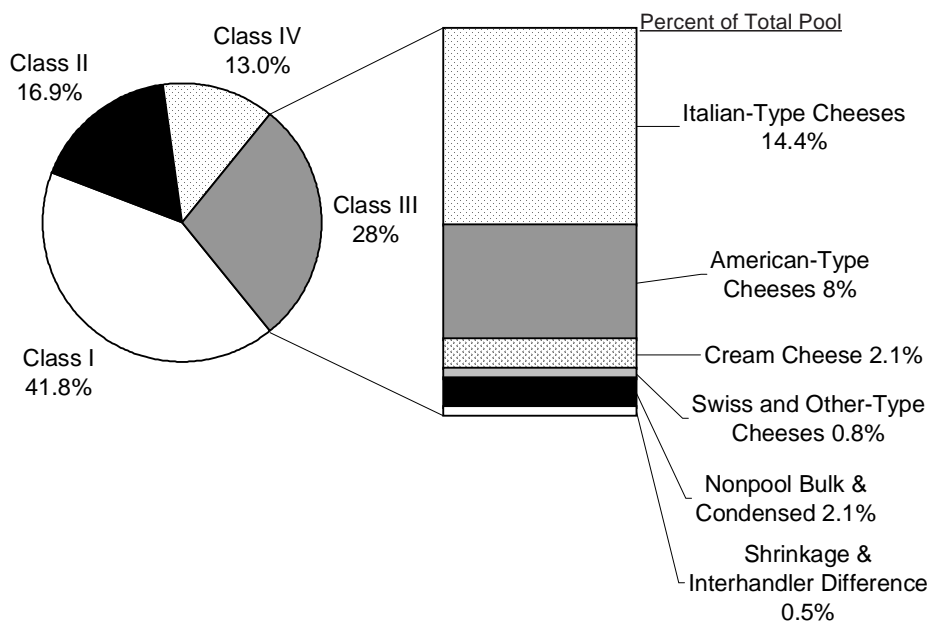 Percent of Total Pool
Class IV
13.0%
Class II
16.9%
Class III
28%
Class I
41.8%
Italian-Type Cheeses
14.4%
American-Type
Cheeses 8%
Cream Cheese 2.1%
Swiss and Other-Type
Cheeses 0.8%
Nonpool Bulk &
Condensed 2.1%
Shrinkage &
Interhandler Difference
0.5%